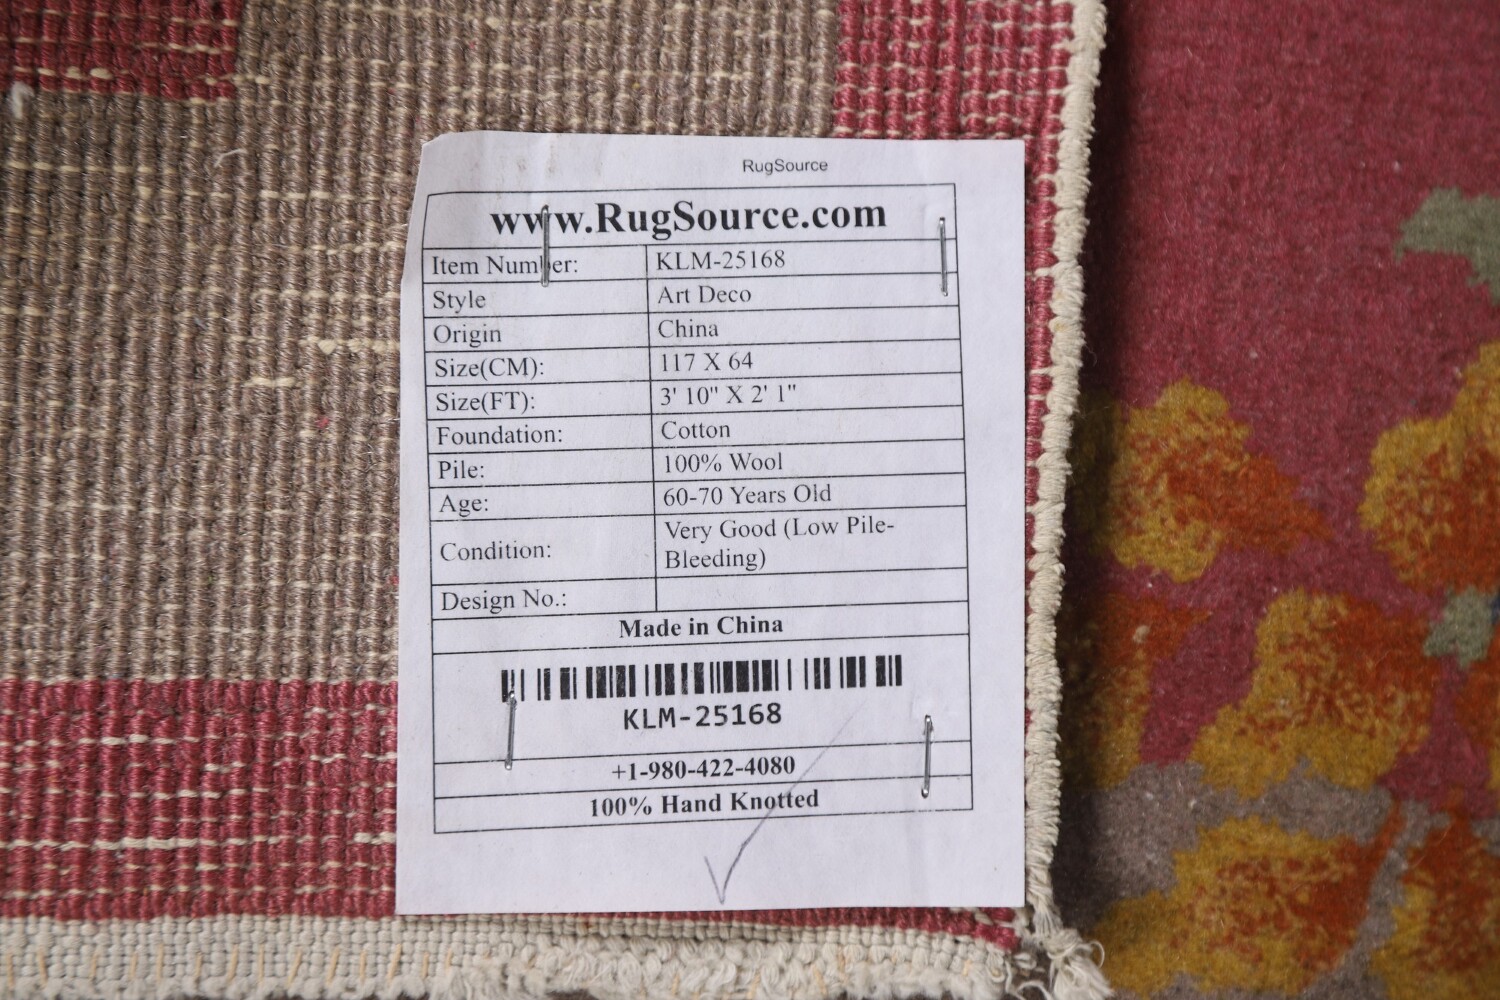 RugSource
www.RugSource.com
Item Number: KLM-25168
Style Art Deco
Origin China
Size(CM): 117 X 64
Size(FT): 3' 10" X 2' 1"
Foundation: Cotton
Pile: 100% Wool
Age: 60-70 Years Old
Condition: Very Good (Low Pile-
Bleeding)
Design No.:
Made in China
KLM-25168
+1-980-422-4080
100% Hand Knotted